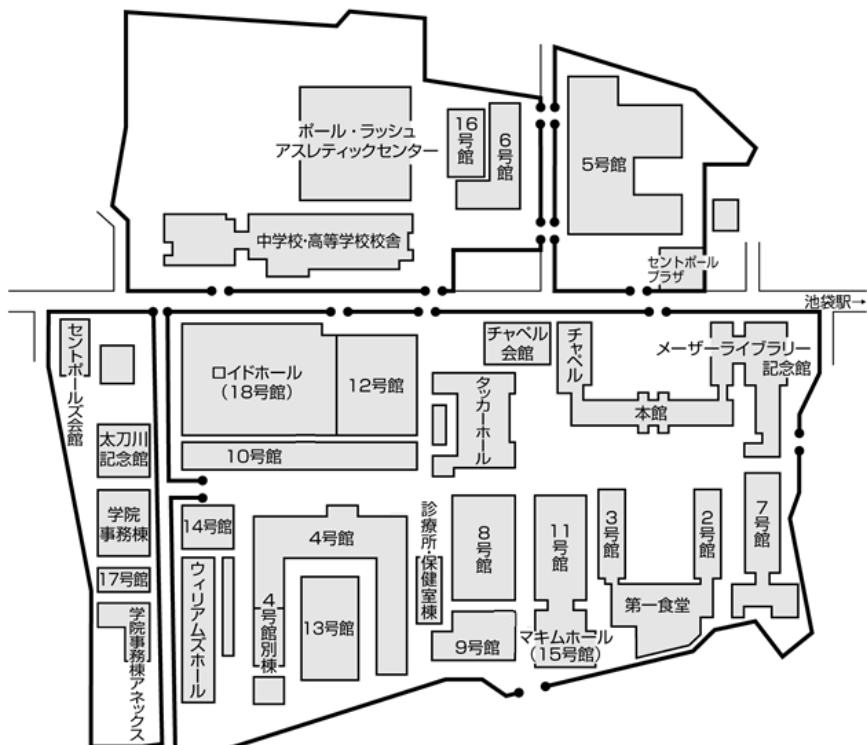 ポール・ラッシュ
アスレティックセンター
16号館
6号館
5号館
中学校・高等学校校舎
セントポール
プラザ
池袋駅→
セントポールズ会館
ロイドホール
(18号館)
12号館
チャペル
会館
チャペル
メーザーライブラリー
記念館
タッカーホール
本館
太刀川
記念館
10号館
学院
事務棟
14号館
4号館
診療所・保健室棟
8号館
11号館
3号館
2号館
7号館
17号館
ウィリアムズホール
4号館別棟
13号館
第一食堂
学院事務棟アネックス
9号館
マキムホール
(15号館)